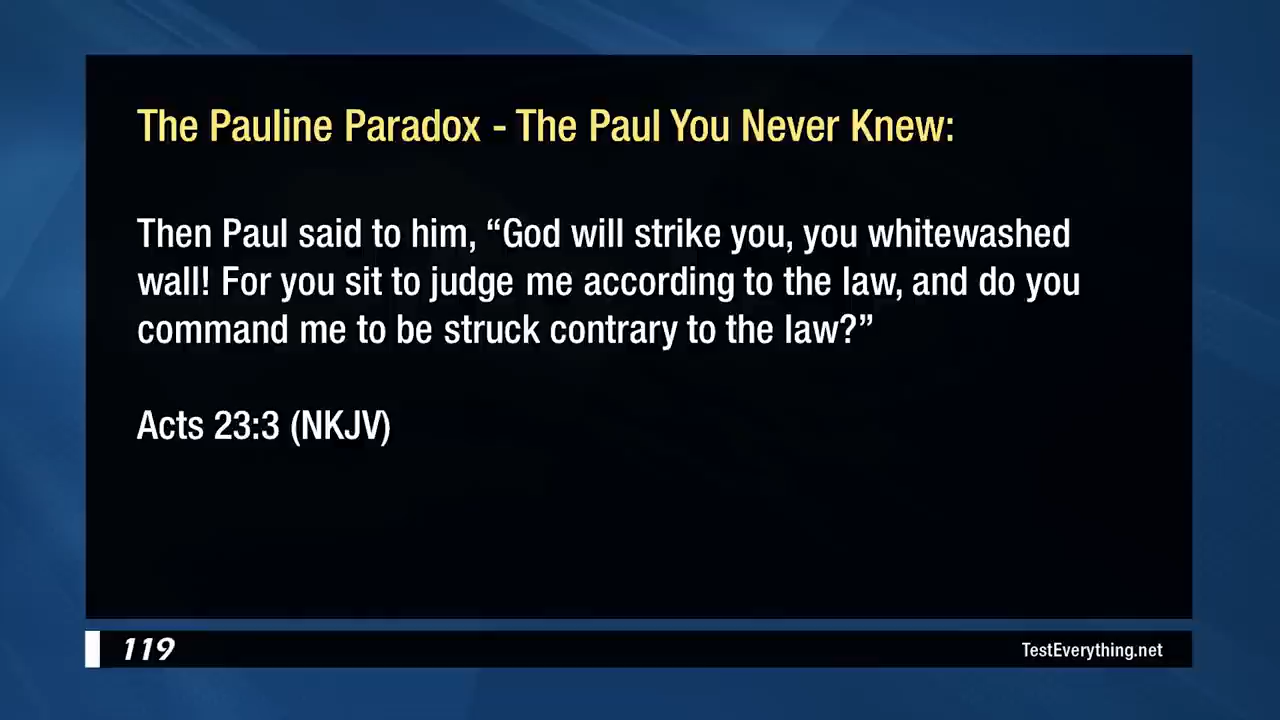 The Pauline Paradox - The Paul You Never Knew:
Then Paul said to him, “God will strike you, you whitewashed
wall! For you sit to judge me according to the law, and do you
command me to be struck contrary to the law?”
Acts 23:3 (NKJV)
119
TestEverything.net